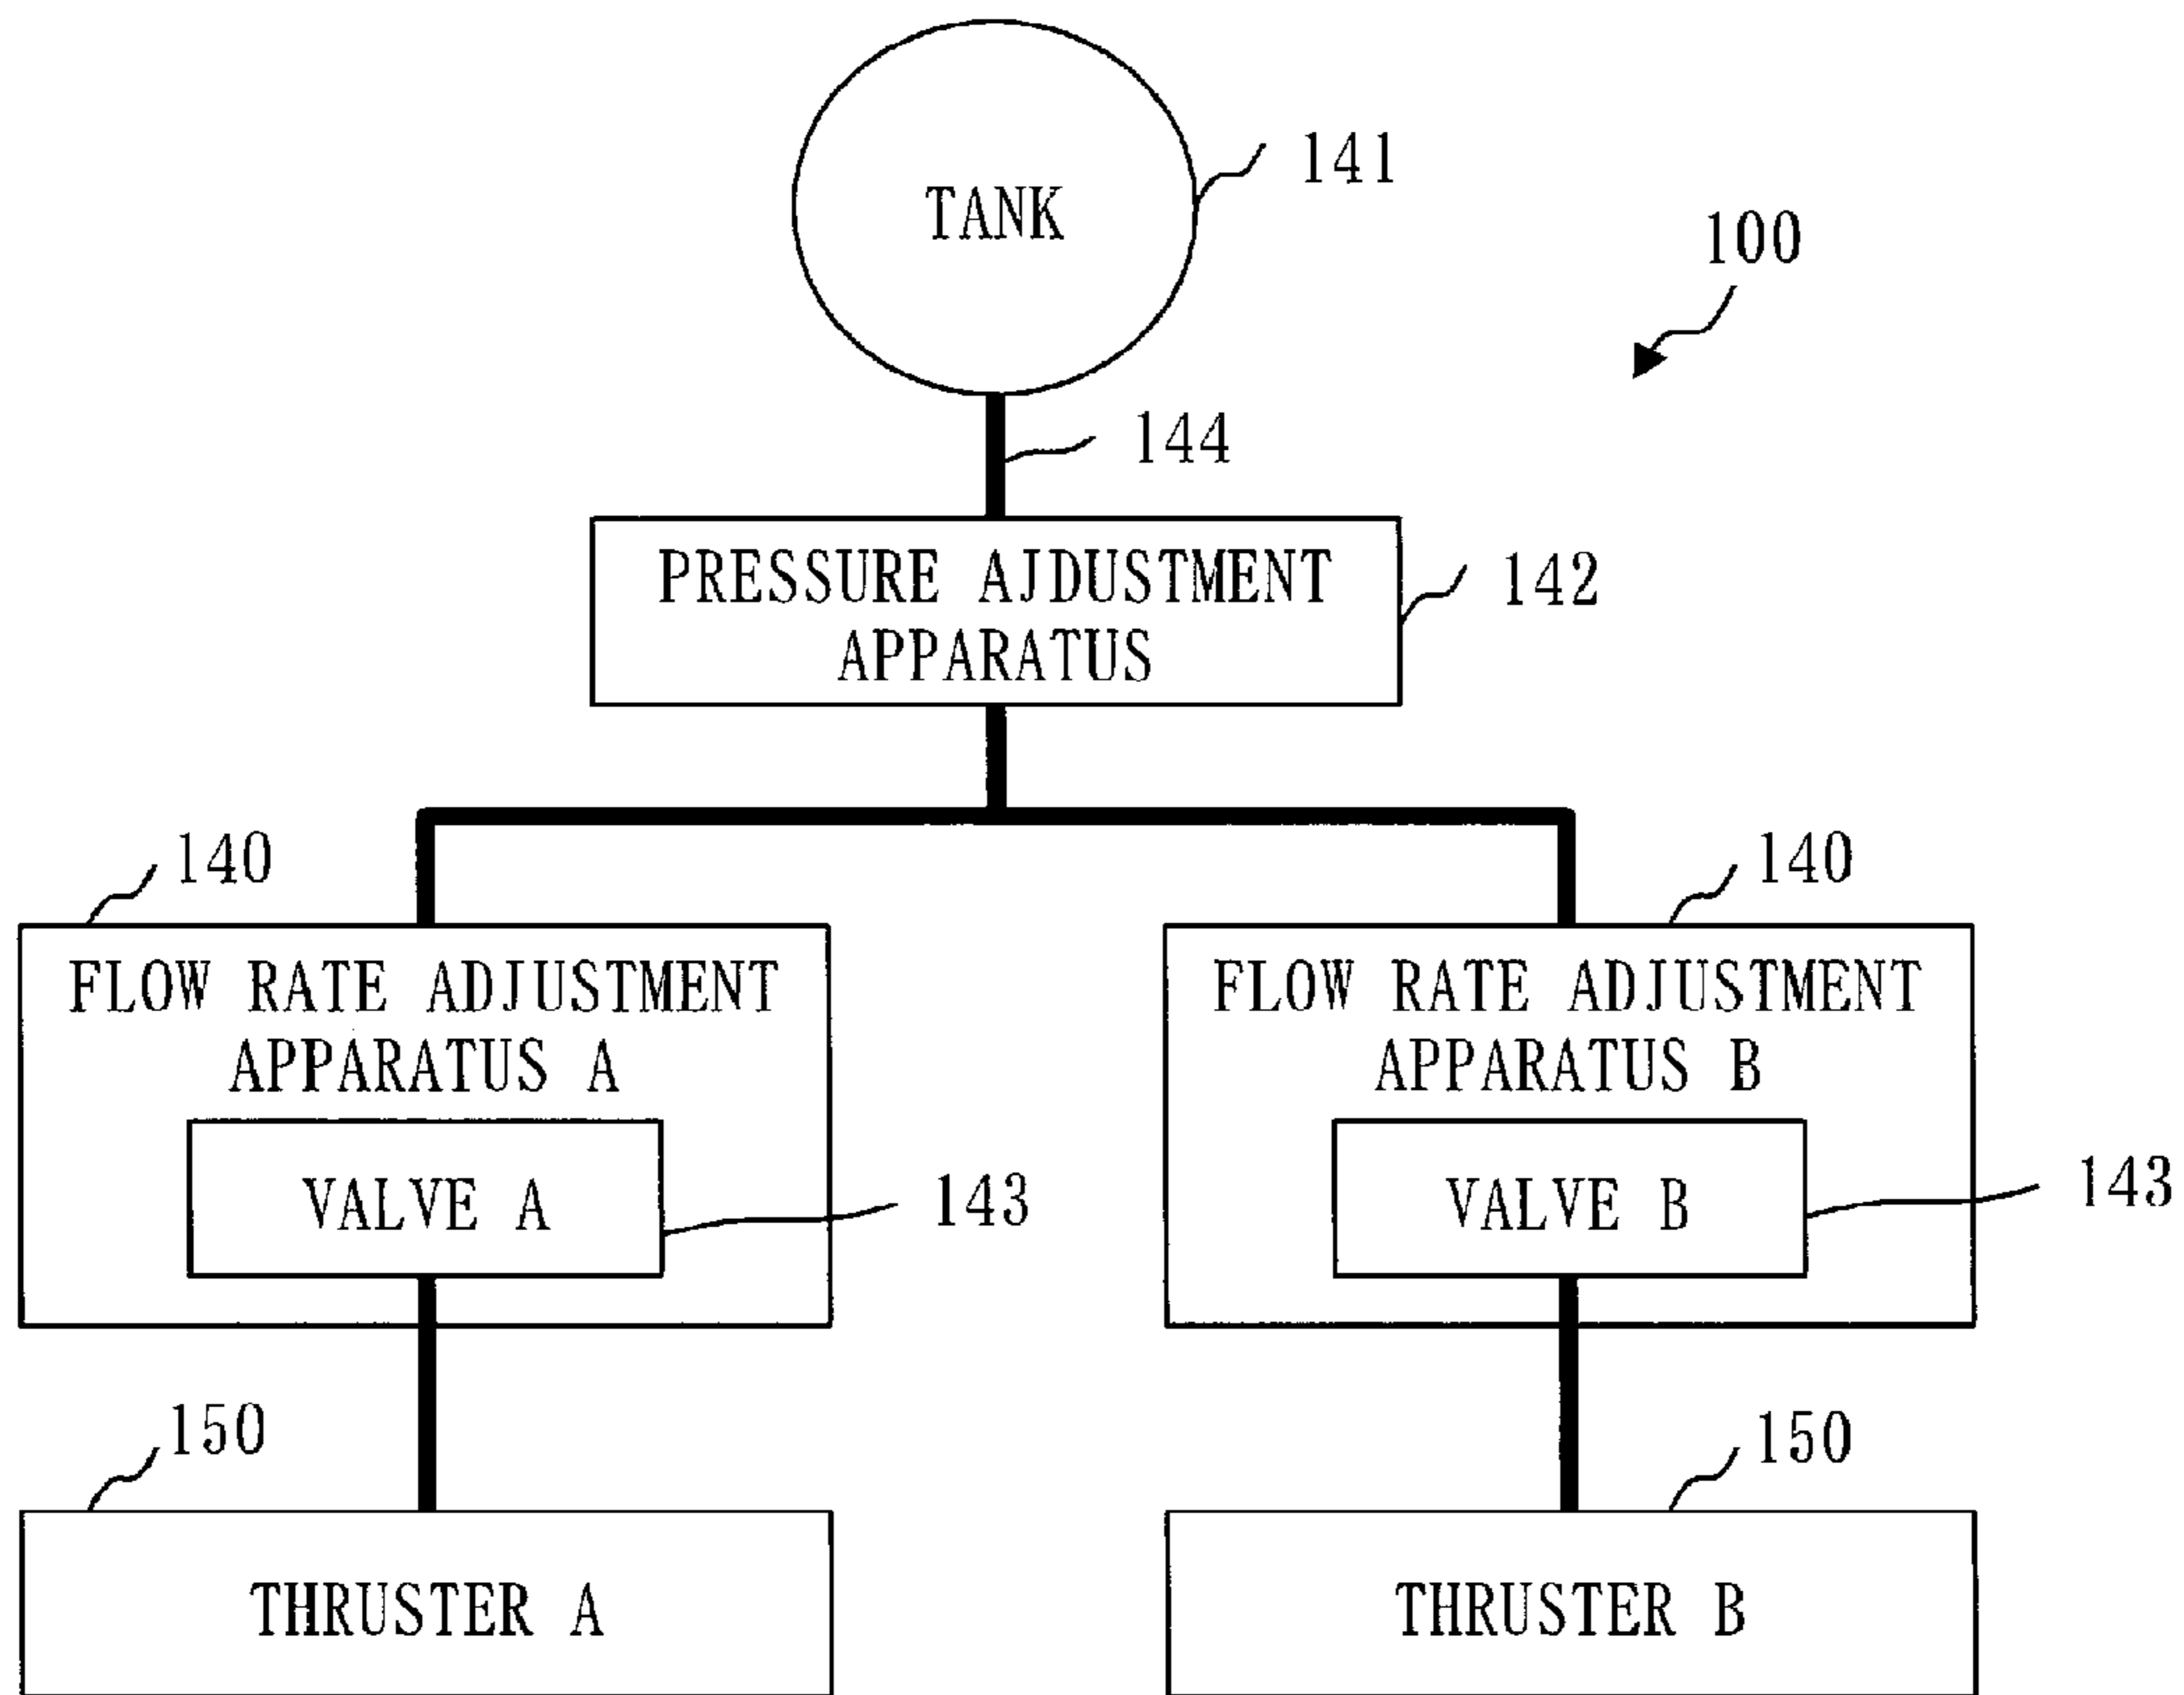 TANK
141
100
144
PRESSURE AJDUSTMENT
APPARATUS
142
140
140
FLOW RATE ADJUSTMENT
APPARATUS A
FLOW RATE ADJUSTMENT
APPARATUS B
VALVE A
143
VALVE B
143
150
150
THRUSTER A
THRUSTER B